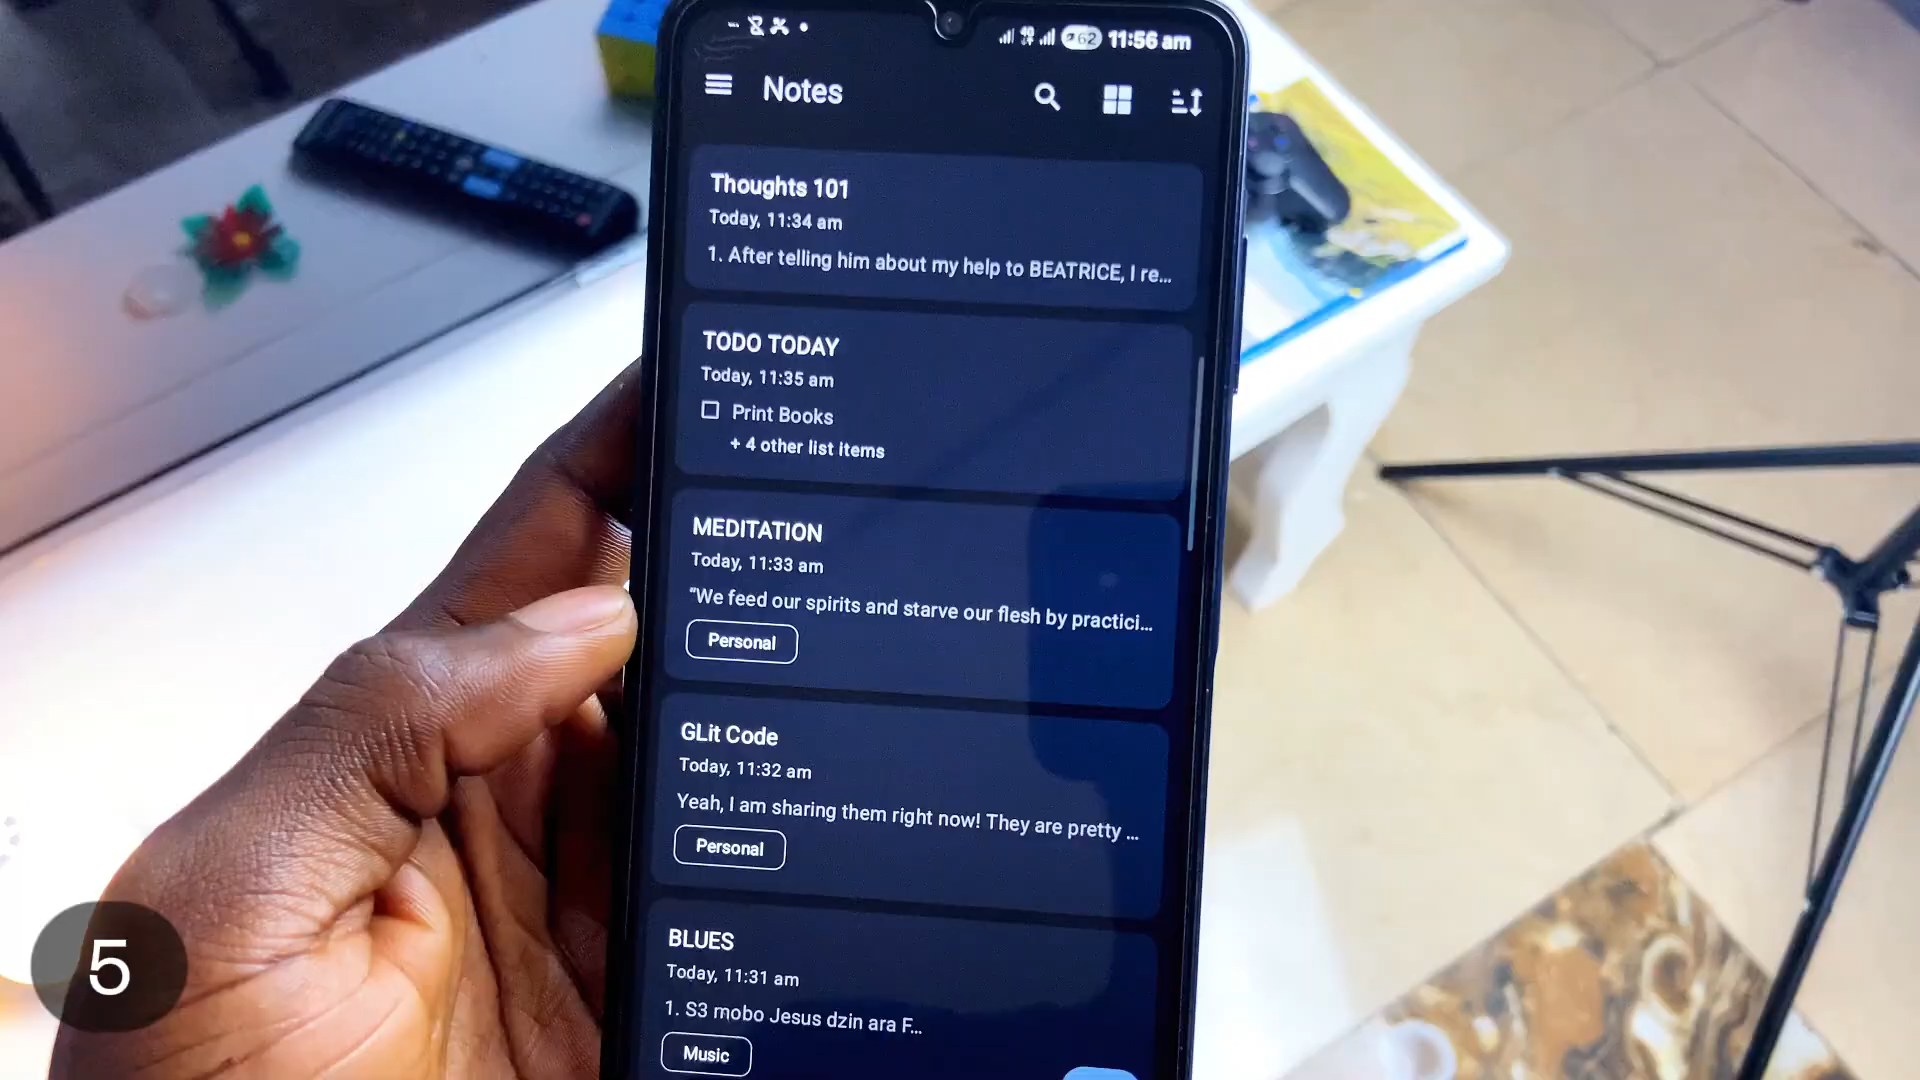 62 11:56 am
Notes
Thoughts 101
Today, 11:34 am
1. After telling him about my help to BEATRICE, I re...
TODO TODAY
Today, 11:35 am
Print Books
+ 4 other list items
MEDITATION
Today, 11:33 am
“We feed our spirits and starve our flesh by practici...
Personal
GLit Code
Today, 11:32 am
Yeah, I am sharing them right now! They are pretty ...
Personal
BLUES
Today, 11:31 am
1. S3 mobo Jesus dzin ara F...
Music
5